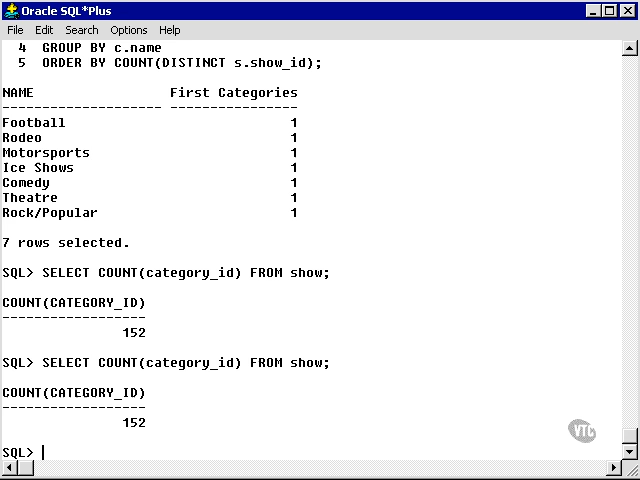 Oracle SQL*Plus
File Edit Search Options Help
4 GROUP BY c.name
5 ORDER BY COUNT(DISTINCT s.show_id);
NAME First Categories
--------------------- ----------------
Football 1
Rodeo 1
Motorsports 1
Ice Shows 1
Comedy 1
Theatre 1
Rock/Popular 1
7 rows selected.
SQL> SELECT COUNT(category_id) FROM show;
COUNT(CATEGORY_ID)
------------------
152
SQL> SELECT COUNT(category_id) FROM show;
COUNT(CATEGORY_ID)
------------------
152
VTC
SQL>